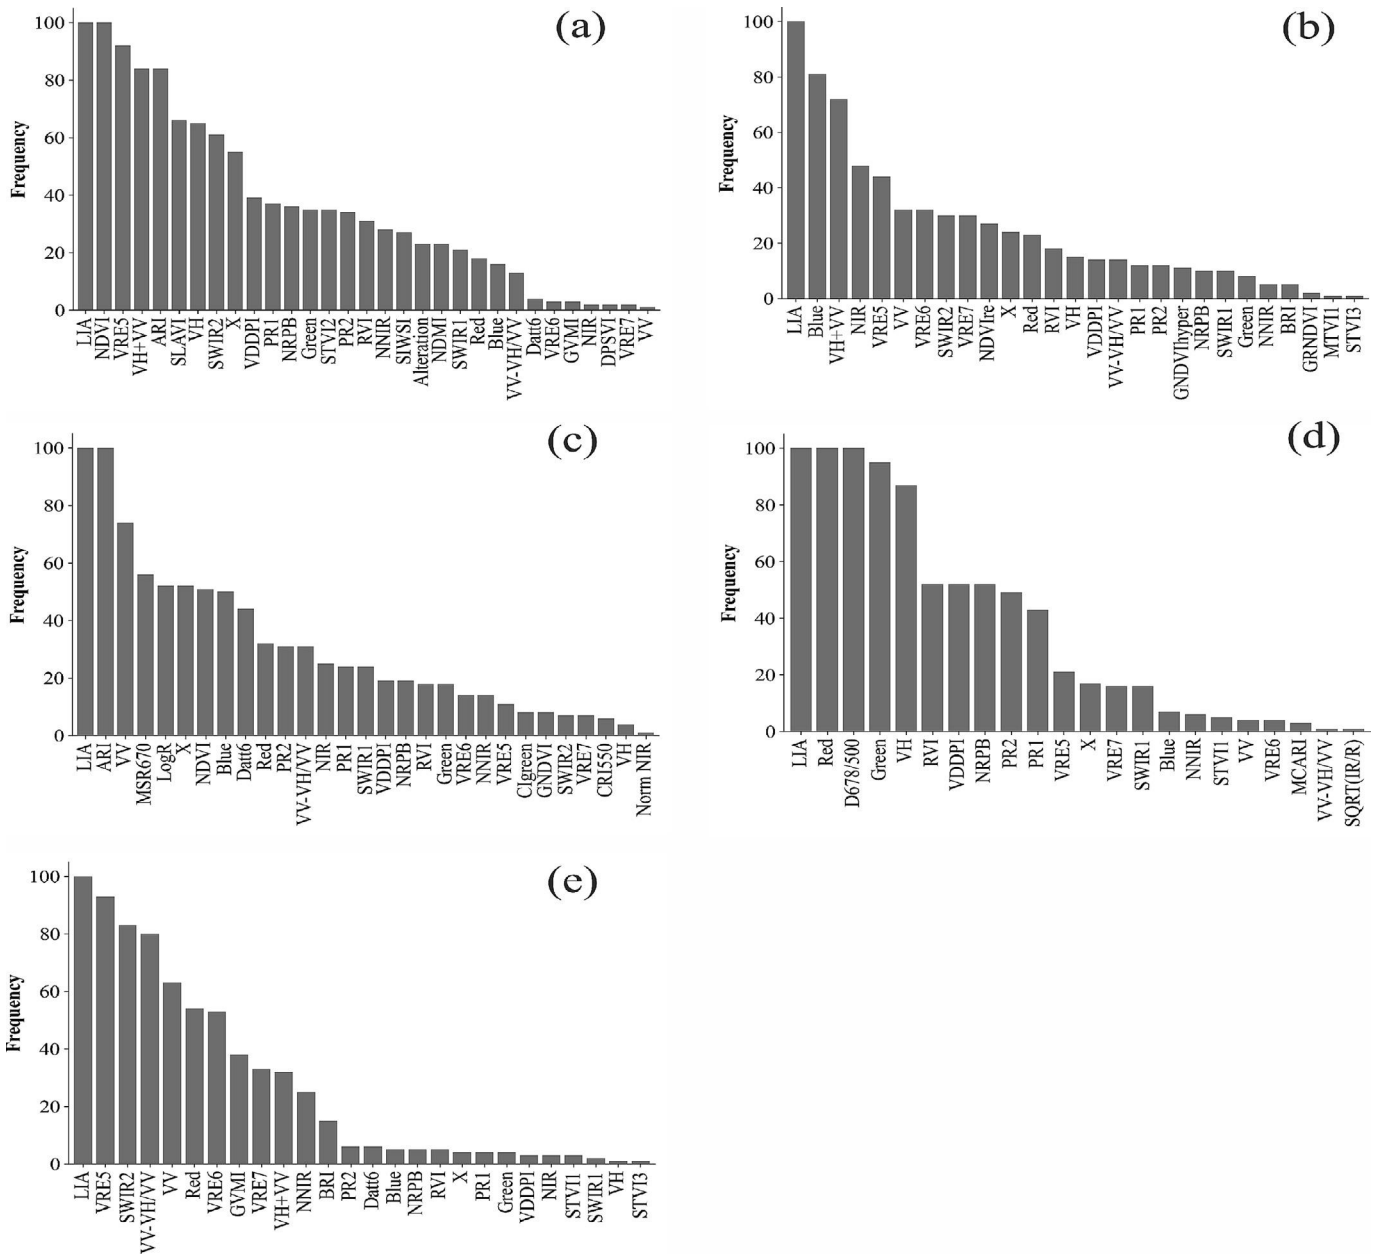 (a)
Frequency
100
80
60
40
20
0
LIA
NDVI
VRE5
VH+VV
ARI
SLAVI
VH
SWIR2
X
VDDPI
PR1
NRPB
Green
STVI2
PR2
RVI
NNIR
SIWSI
Alteration
NDMI
SWIR1
Red
Blue
VV-VH/VV
Datt6
VRE6
GVMI
NIR
DPSVI
VRE7
VV
(b)
Frequency
100
80
60
40
20
0
LIA
Blue
VH+VV
NIR
VRE5
VV
VRE6
SWIR2
VRE7
NDVIre
X
Red
RVI
VH
VDDPI
VV-VH/VV
PR1
PR2
GNDVIhyper
NRPB
SWIR1
Green
NNIR
BRI
GRNDVI
MTVI1
STVI3
(c)
Frequency
100
80
60
40
20
0
LIA
ARI
VV
MSR670
LogR
X
NDVI
Blue
Datt6
Red
PR2
VV-VH/VV
NIR
PR1
SWIR1
VDDPI
NRPB
RVI
Green
VRE6
NNIR
VRE5
CIgreen
GNDVI
SWIR2
VRE7
CRI550
VH
Norm NIR
(d)
Frequency
100
80
60
40
20
0
LIA
Red
D678/500
Green
VH
RVI
VDDPI
NRPB
PR2
PR1
VRE5
X
VRE7
SWIR1
Blue
NNIR
STVI1
VV
VRE6
MCARI
VV-VH/VV
SQRT(IR/R)
(e)
Frequency
100
80
60
40
20
0
LIA
VRE5
SWIR2
VV-VH/VV
VV
Red
VRE6
GVMI
VRE7
VH+VV
NNIR
BRI
PR2
Datt6
Blue
NRPB
RVI
X
PR1
Green
VDDPI
NIR
STVI1
SWIR1
VH
STVI3